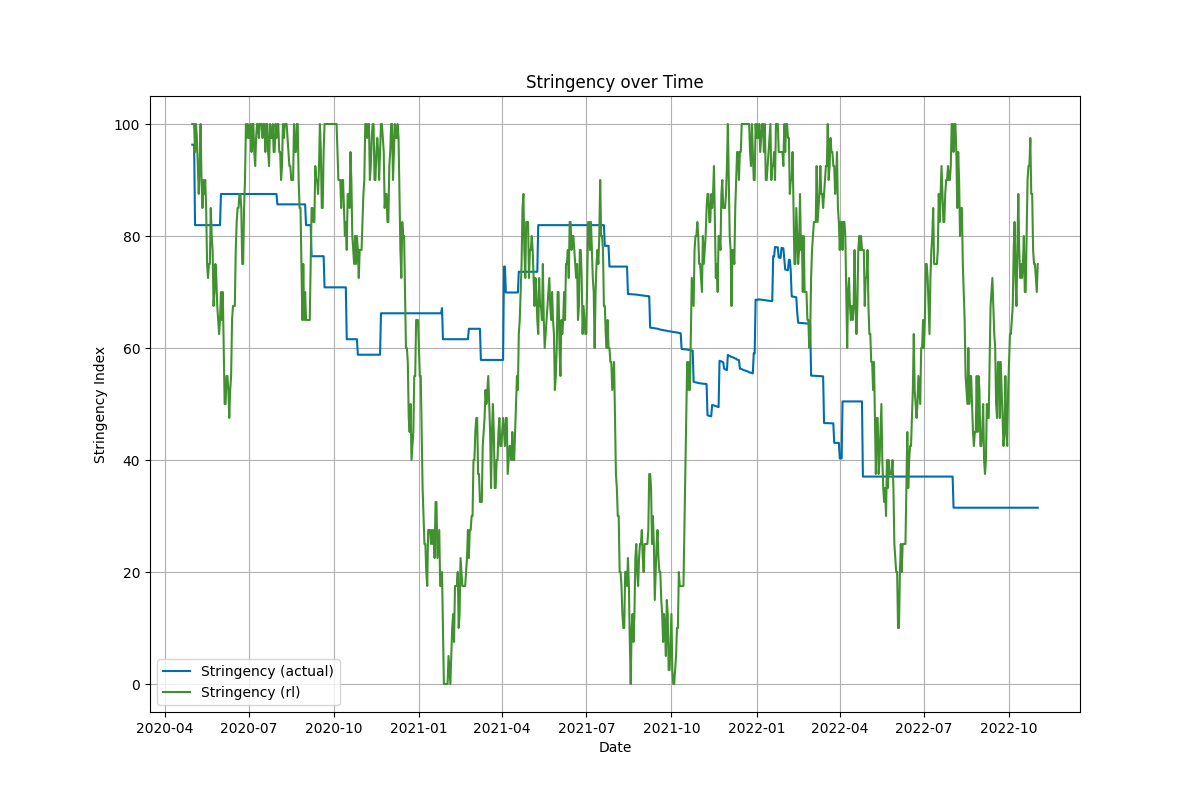 Stringency over Time
Stringency Index
100
80
60
40
20
0
Stringency (actual)
Stringency (rl)
2020-04 2020-07 2020-10 2021-01 2021-04 2021-07 2021-10 2022-01 2022-04 2022-07 2022-10
Date